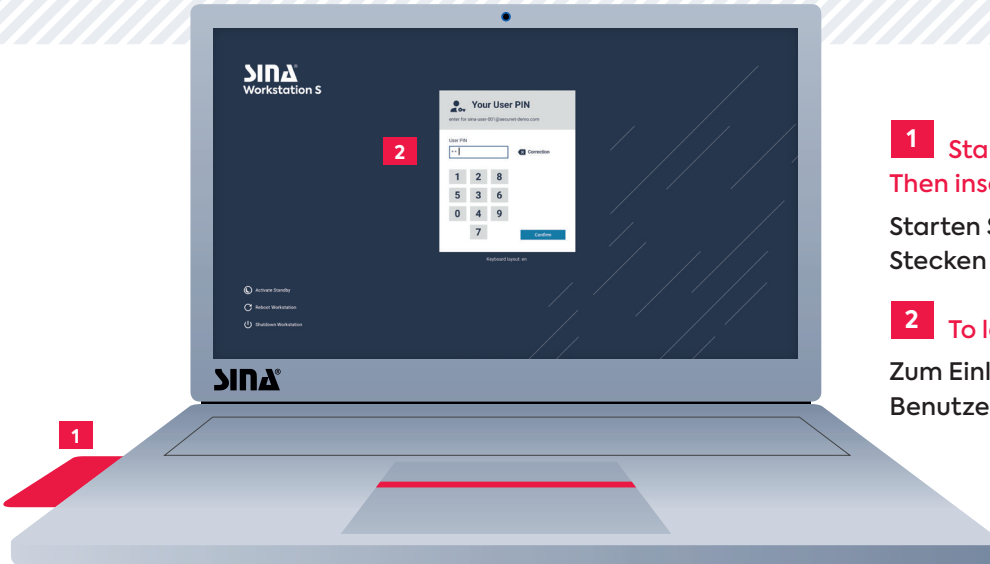 SINA®
Workstation S
Your User PIN
enter for sina-user-001@secunet-demo.com
User PIN
Correction
2
1 2 8
5 3 6
0 4 9
7
Confirm
Keyboard layout: en
Activate Standby
Reboot Workstation
Shutdown Workstation
SINA®
1
1 Sta
Then inse
Starten S
Stecken
2 To l
Zum Einl
Benutze